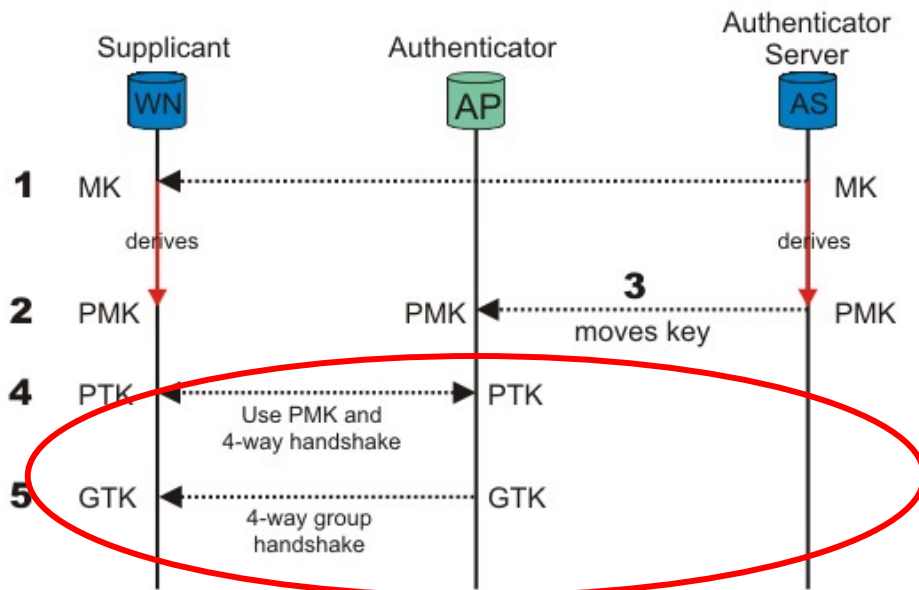 Supplicant
Authenticator
Authenticator
Server
WN
AP
AS
1
MK
MK
derives
derives
3
2
PMK
PMK
moves key
PMK
4
PTK
PTK
Use PMK and
4-way handshake
5
GTK
GTK
4-way group
handshake